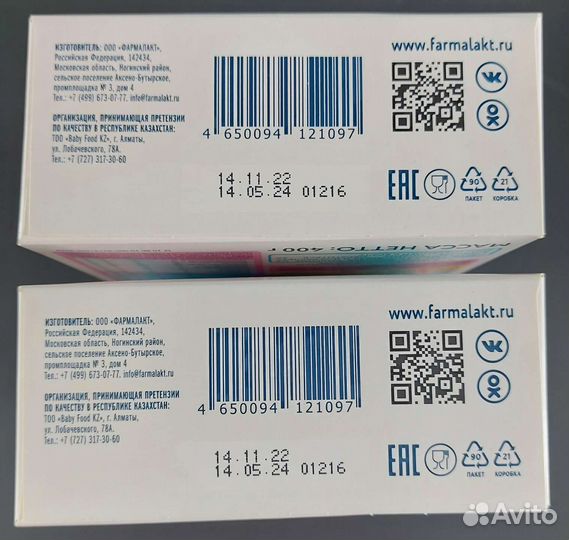 ИЗГОТОВИТЕЛЬ: ООО «ФАРМАЛАКТ»,
Российская Федерация, 142434,
Московская область, Ногинский район,
сельское поселение Аксено-Бутырское,
промплощадка № 3, дом 4
Тел.: +7 (499) 673-07-77. info@farmalakt.ru
ОРГАНИЗАЦИЯ, ПРИНИМАЮЩАЯ ПРЕТЕНЗИИ
ПО КАЧЕСТВУ В РЕСПУБЛИКЕ КАЗАХСТАН:
ТОО «Baby Food KZ», г. Алматы,
ул. Лобачевского, 78А.
Тел.: +7 (727) 317-30-60
4 650094 121097
14.11.22
14.05.24 01216
www.farmalakt.ru
EAC
90
ПАКЕТ
21
КОРОБКА
МАССА НЕТТО: 400 г
ИЗГОТОВИТЕЛЬ: ООО «ФАРМАЛАКТ»,
Российская Федерация, 142434,
Московская область, Ногинский район,
сельское поселение Аксено-Бутырское,
промплощадка № 3, дом 4
Тел.: +7 (499) 673-07-77. info@farmalakt.ru
ОРГАНИЗАЦИЯ, ПРИНИМАЮЩАЯ ПРЕТЕНЗИИ
ПО КАЧЕСТВУ В РЕСПУБЛИКЕ КАЗАХСТАН:
ТОО «Baby Food KZ», г. Алматы,
ул. Лобачевского, 78А.
Тел.: +7 (727) 317-30-60
4 650094 121097
14.11.22
14.05.24 01216
www.farmalakt.ru
EAC
90
ПАКЕТ
21
КОРОБКА
Avito